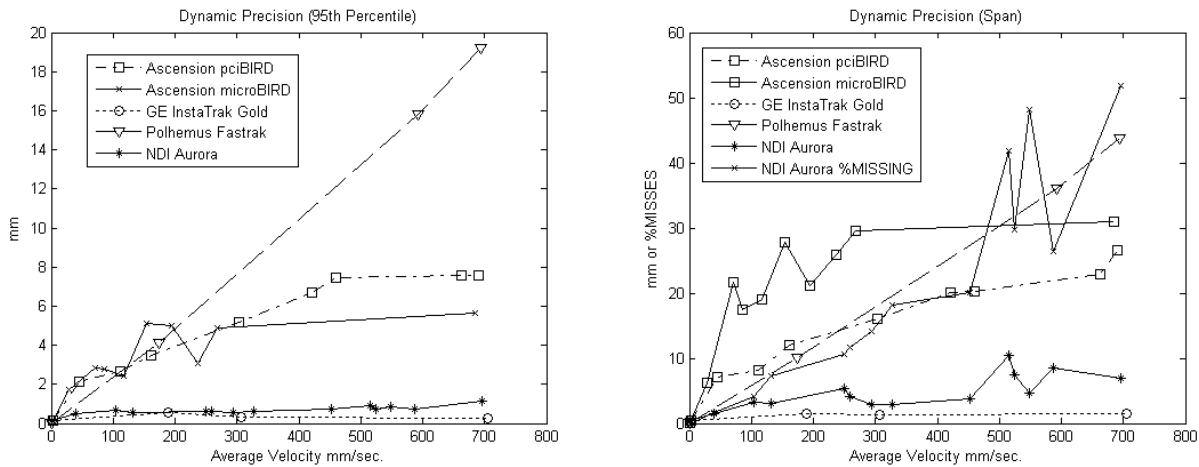 Dynamic Precision (95th Percentile)
20
18
16
14
12
10
8
6
4
2
0
mm
Ascension pciBIRD
Ascension microBIRD
GE InstaTrak Gold
Polhemus Fastrak
NDI Aurora
0 100 200 300 400 500 600 700 800
Average Velocity mm/sec.
Dynamic Precision (Span)
60
50
40
30
20
10
0
mm or %MISSES
Ascension pciBIRD
Ascension microBIRD
GE InstaTrak Gold
Polhemus Fastrak
NDI Aurora
NDI Aurora %MISSING
0 100 200 300 400 500 600 700 800
Average Velocity mm/sec.